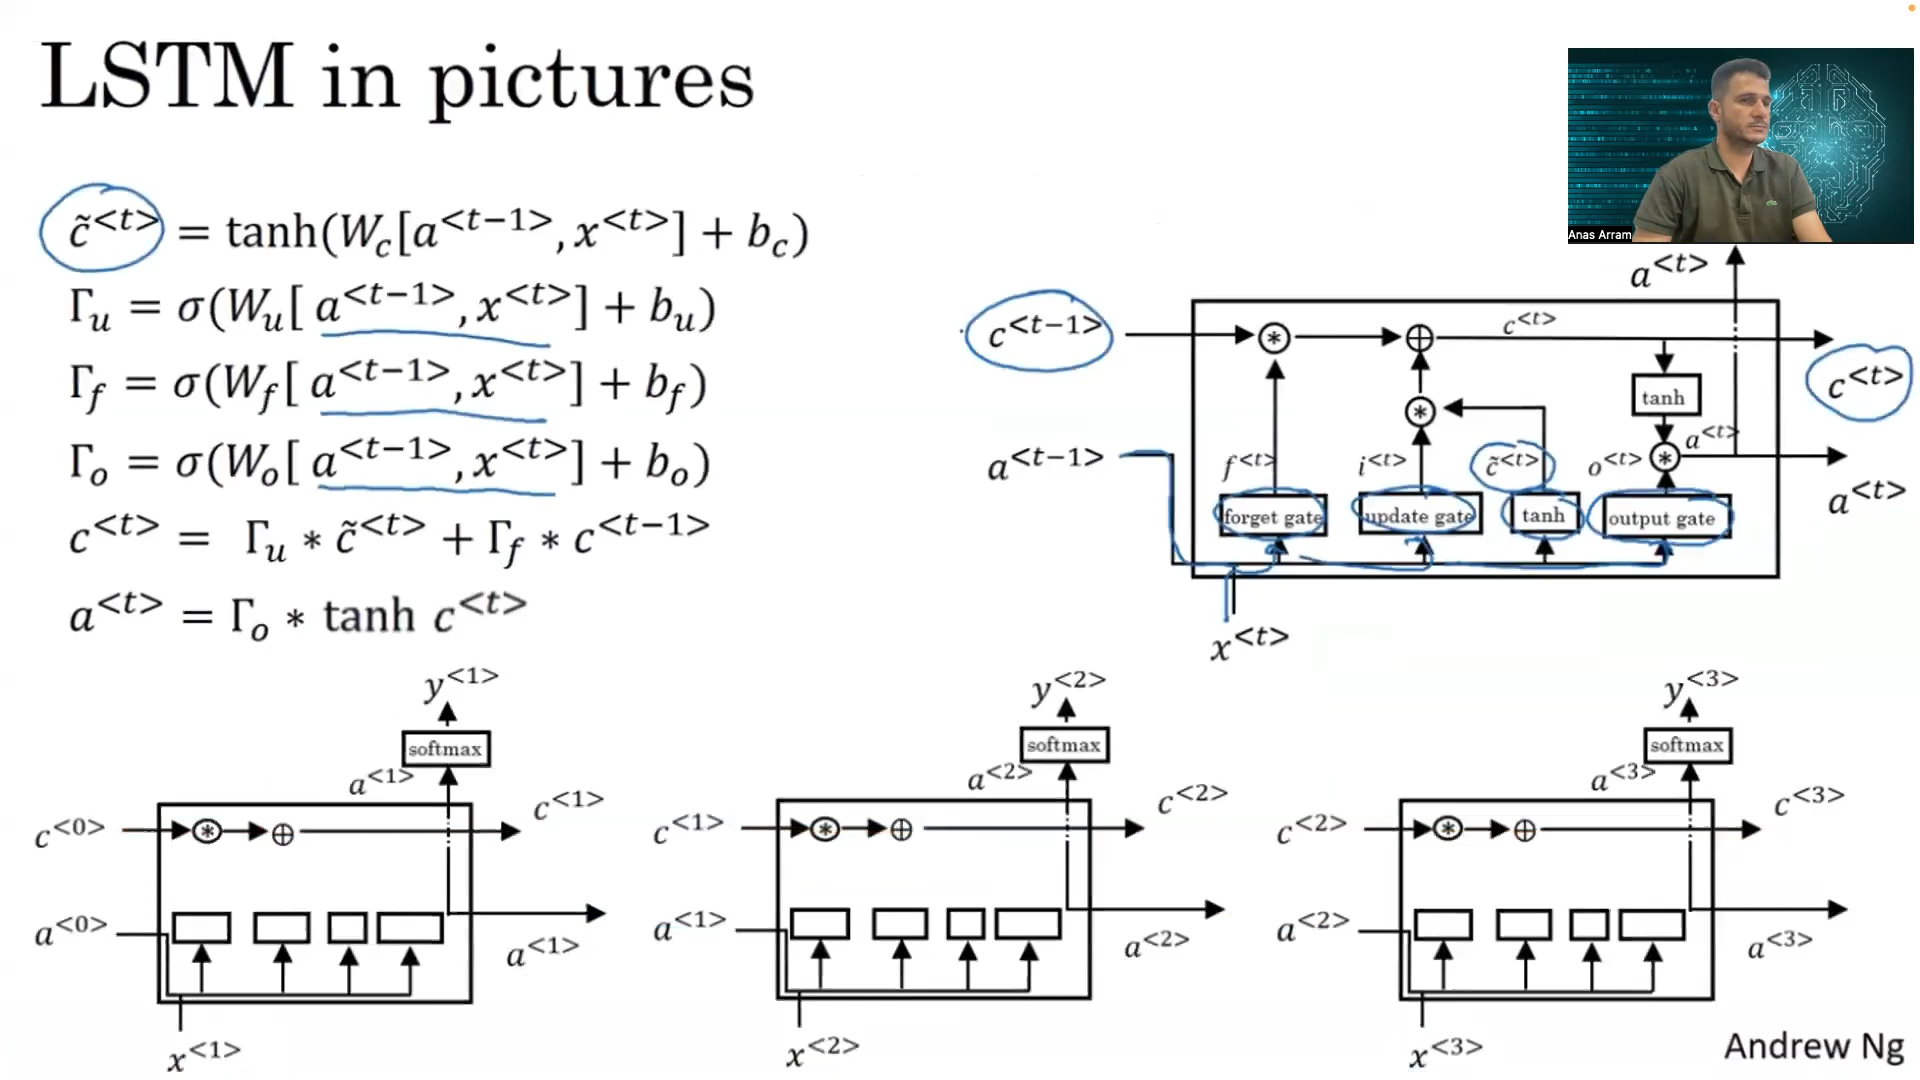 LSTM in pictures
Anas Arram
c̃<t> = tanh(W_c[a<t−1>, x<t>] + b_c)
Γ_u = σ(W_u[ a<t−1>, x<t>] + b_u)
Γ_f = σ(W_f[ a<t−1>, x<t>] + b_f)
Γ_o = σ(W_o[ a<t−1>, x<t>] + b_o)
c<t> = Γ_u ∗ c̃<t> + Γ_f ∗ c<t−1>
a<t> = Γ_o ∗ tanh c<t>
a<t>
c<t−1> * ⊕ c<t>
c<t>
tanh
*
a<t−1> f<t> i<t> c̃<t> o<t> * a<t>
a<t>
forget gate update gate tanh output gate
x<t>
y<1>
softmax
a<1>
c<0> * ⊕ c<1>
a<0> a<1>
x<1>
y<2>
softmax
a<2>
c<1> * ⊕ c<2>
a<1> a<2>
x<2>
y<3>
softmax
a<3>
c<2> * ⊕ c<3>
a<2> a<3>
x<3>
Andrew Ng